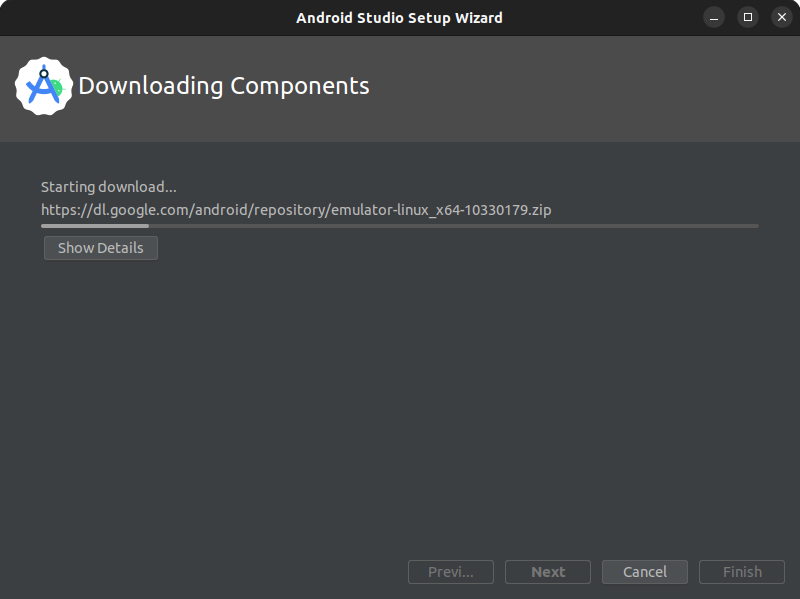 Android Studio Setup Wizard
Downloading Components
Starting download...
https://dl.google.com/android/repository/emulator-linux_x64-10330179.zip
Show Details
Previ...
Next
Cancel
Finish